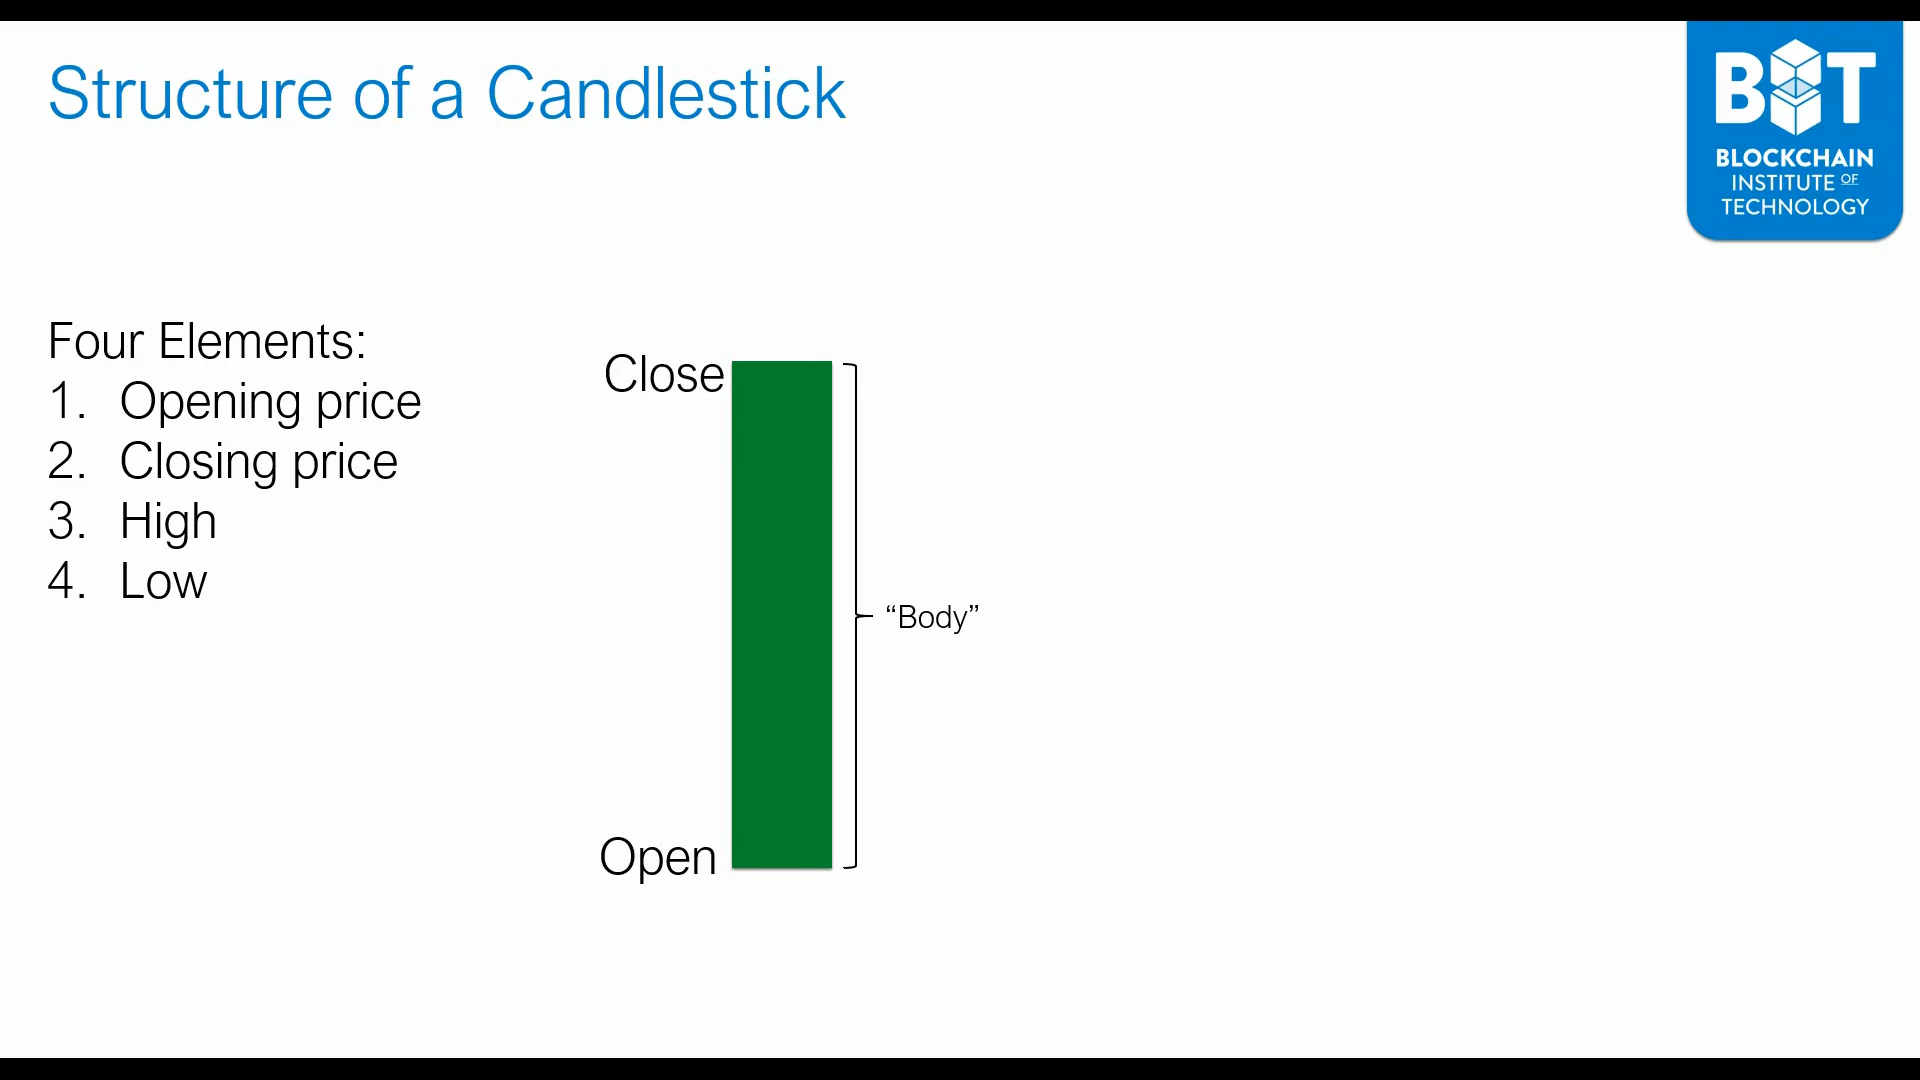 Structure of a Candlestick
BIT
BLOCKCHAIN
INSTITUTE OF
TECHNOLOGY
Four Elements:
1. Opening price
2. Closing price
3. High
4. Low
Close
“Body”
Open